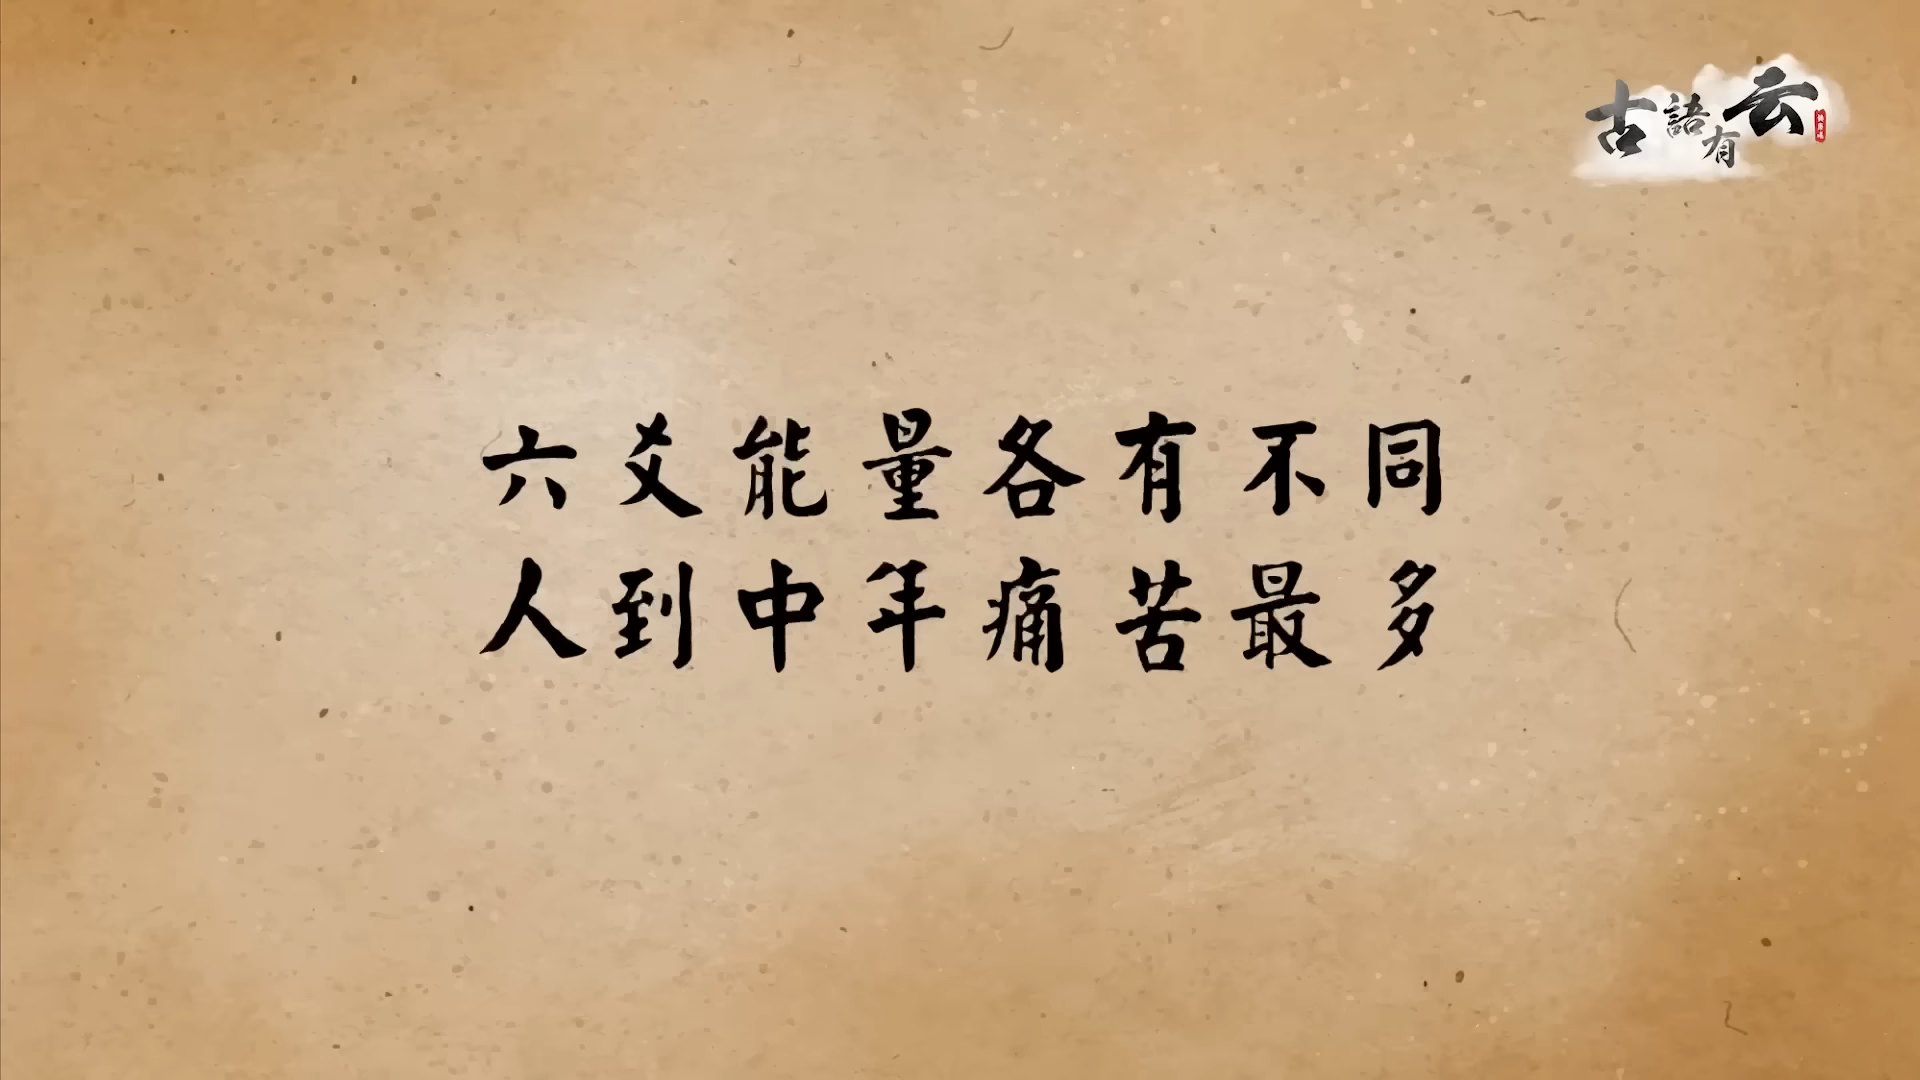 古語有云
六爻能量各有不同
人到中年痛苦最多